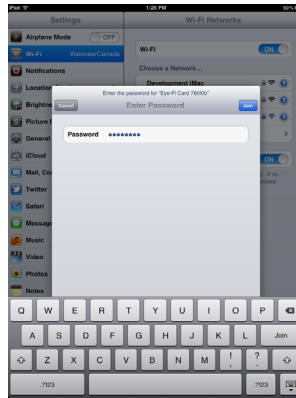 iPad 1:25 PM
Settings Wi-Fi Networks
Airplane Mode OFF
Wi-Fi VisioneerCanada
Wi-Fi ON
Notifications
Choose a Network...
Development iMac
Location
Enter the password for "Eye-Fi Card 760f0b"
Cancel Enter Password Join
Brightne
Picture F
Password
General
iCloud
ON
Mail, Co
Twitter
Safari
Message
Music
Video
Photos
Notes
Q W E R T Y U I O P
A S D F G H J K L Join
Z X C V B N M ! , ? .
.?123 .?123